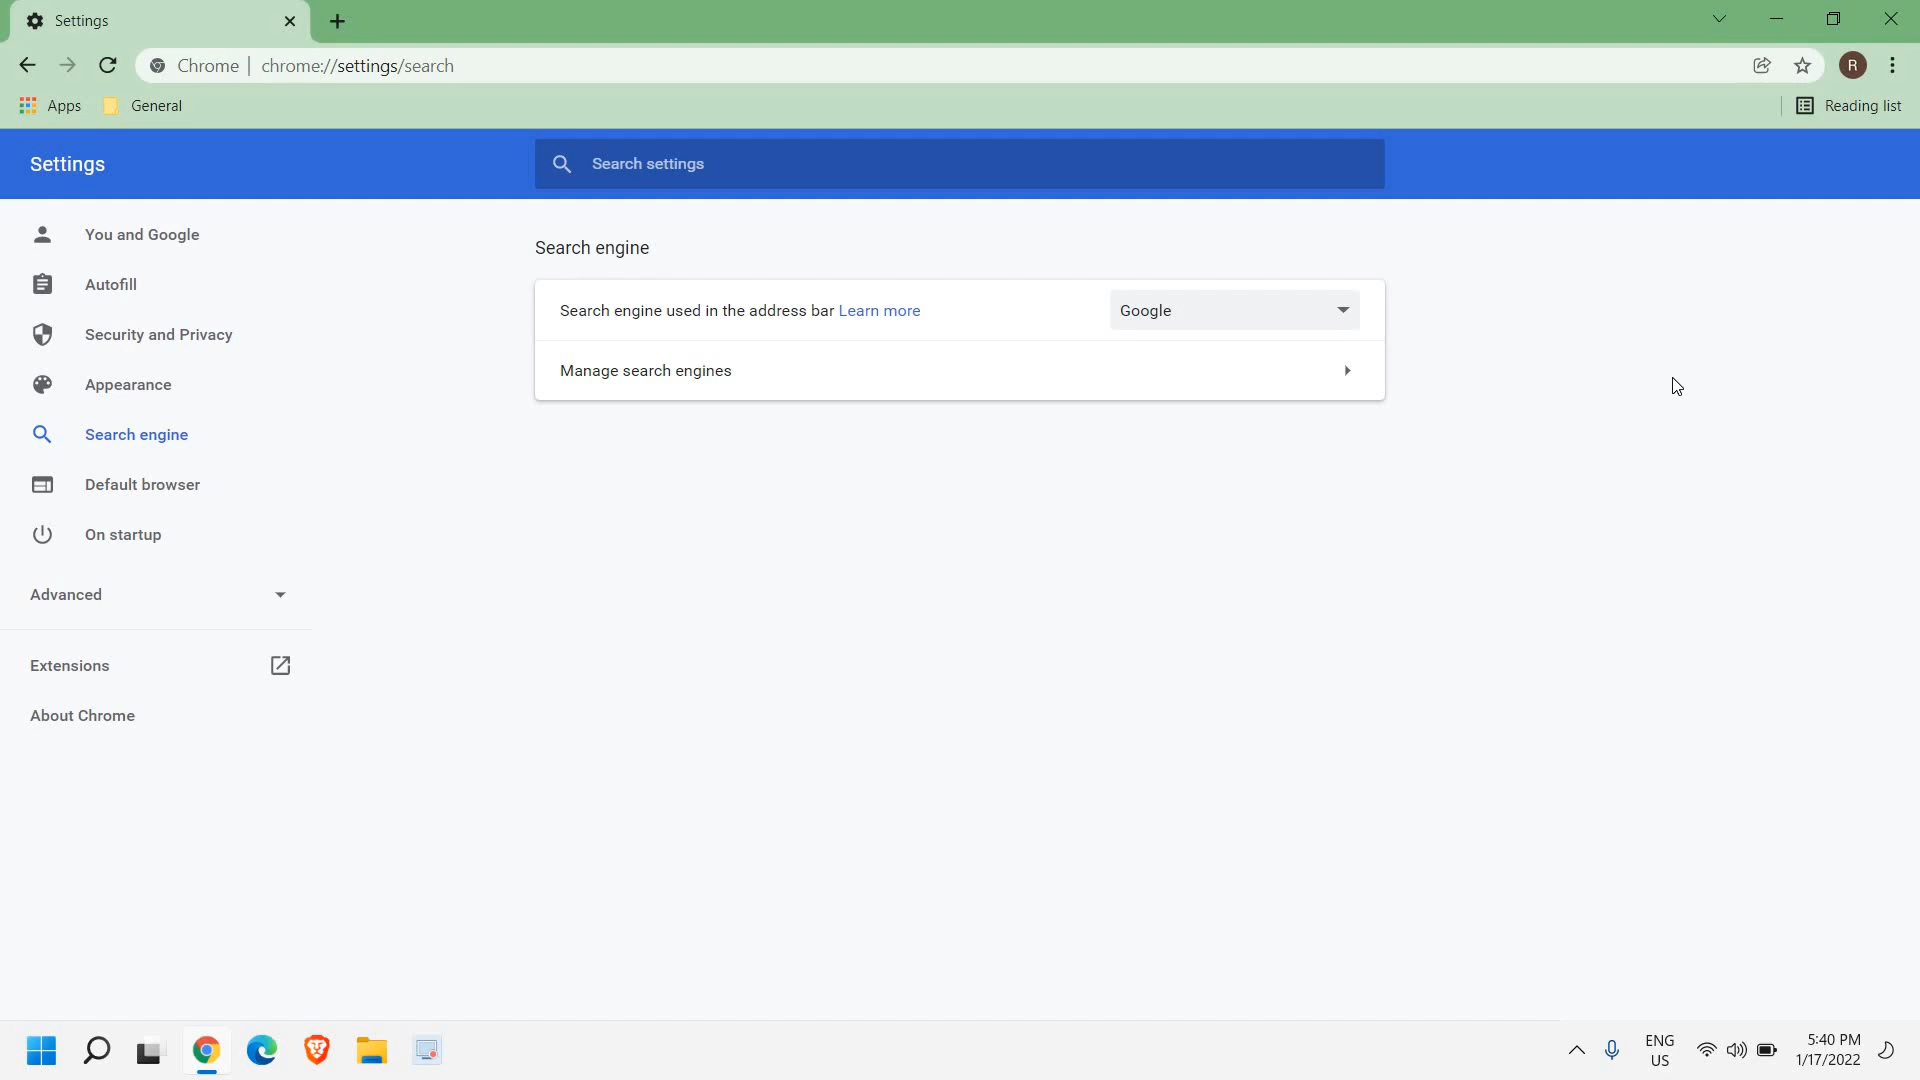 Settings
Chrome | chrome://settings/search
R
Apps General Reading list
Settings
Search settings
You and Google
Autofill
Security and Privacy
Appearance
Search engine
Default browser
On startup
Advanced
Extensions
About Chrome
Search engine
Search engine used in the address bar Learn more Google
Manage search engines
ENG
US
5:40 PM
1/17/2022